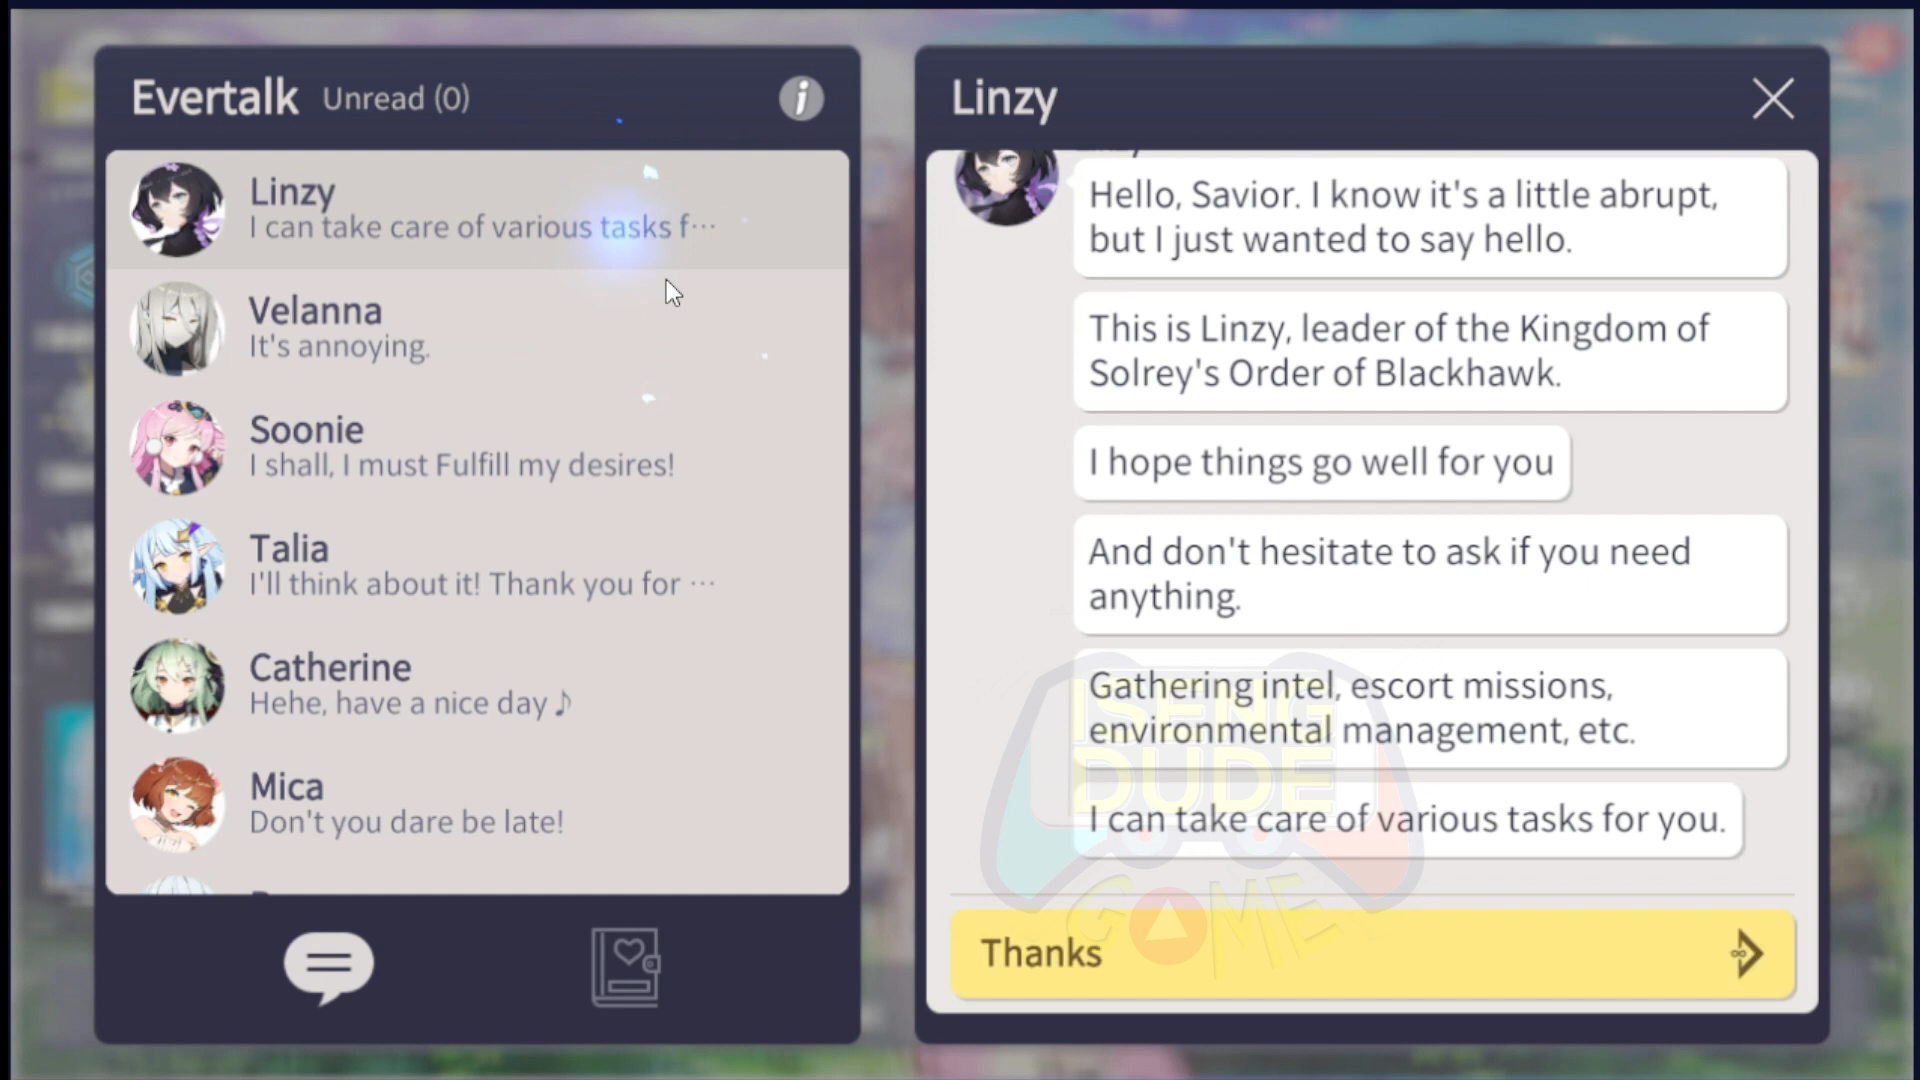 Evertalk Unread (0)
Linzy
I can take care of various tasks f···
Velanna
It's annoying.
Soonie
I shall, I must Fulfill my desires!
Talia
I'll think about it! Thank you for ···
Catherine
Hehe, have a nice day♪
Mica
Don't you dare be late!
Linzy
Hello, Savior. I know it's a little abrupt,
but I just wanted to say hello.
This is Linzy, leader of the Kingdom of
Solrey's Order of Blackhawk.
I hope things go well for you
And don't hesitate to ask if you need
anything.
Gathering intel, escort missions,
environmental management, etc.
I can take care of various tasks for you.
Thanks
ISENG
DUDE
GAME